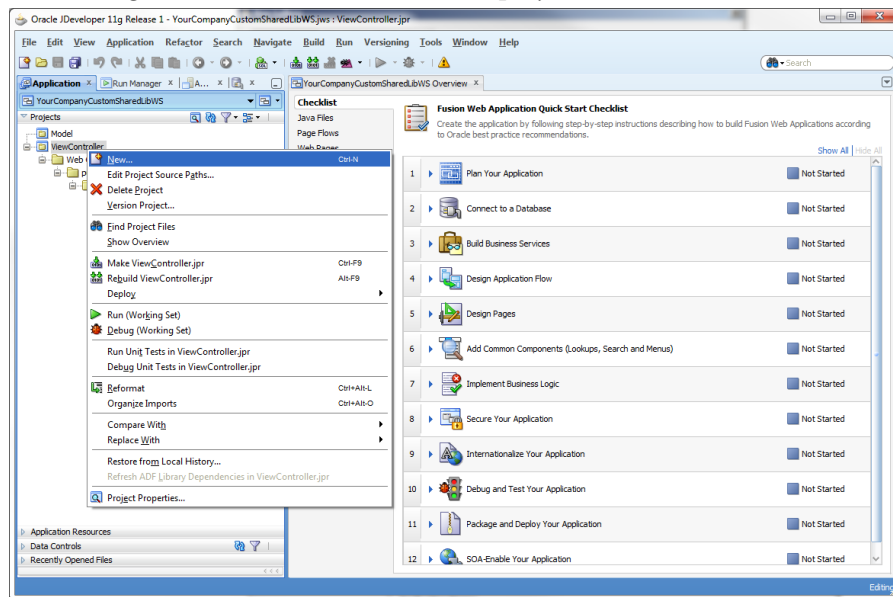 Oracle JDeveloper 11g Release 1 - YourCompanyCustomSharedLibWS.jws : ViewController.jpr
File Edit View Application Refactor Search Navigate Build Run Versioning Tools Window Help
Search
Application Run Manager A...
YourCompanyCustomSharedLibWS Overview
YourCompanyCustomSharedLibWS
Projects
Model
ViewController
Web
New... Ctrl-N
Edit Project Source Paths...
Delete Project
Version Project...
Find Project Files
Show Overview
Make ViewController.jpr Ctrl-F9
Rebuild ViewController.jpr Alt-F9
Deploy
Run (Working Set)
Debug (Working Set)
Run Unit Tests in ViewController.jpr
Debug Unit Tests in ViewController.jpr
Reformat Ctrl+Alt-L
Organize Imports Ctrl+Alt-O
Compare With
Replace With
Restore from Local History...
Refresh ADF Library Dependencies in ViewController.jpr
Project Properties...
Application Resources
Data Controls
Recently Opened Files
Checklist
Java Files
Page Flows
Web Pages
Fusion Web Application Quick Start Checklist
Create the application by following step-by-step instructions describing how to build Fusion Web Applications according
to Oracle best practice recommendations.
Show All | Hide All
1 Plan Your Application Not Started
2 Connect to a Database Not Started
3 Build Business Services Not Started
4 Design Application Flow Not Started
5 Design Pages Not Started
6 Add Common Components (Lookups, Search and Menus) Not Started
7 Implement Business Logic Not Started
8 Secure Your Application Not Started
9 Internationalize Your Application Not Started
10 Debug and Test Your Application Not Started
11 Package and Deploy Your Application Not Started
12 SOA-Enable Your Application Not Started
Editing